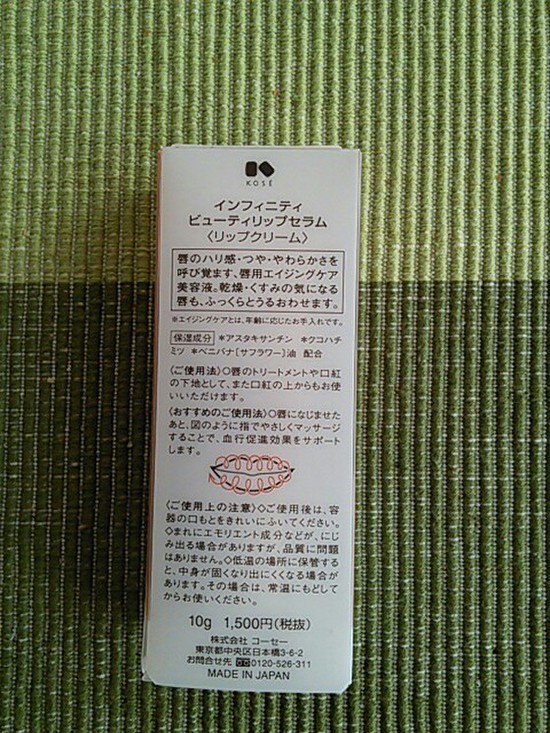 KOSÉ
インフィニティ
ビューティリップセラム
〈リップクリーム〉
唇のハリ感・つや・やわらかさを
呼び覚ます、唇用エイジングケア
美容液。乾燥・くすみの気になる
唇も、ふっくらとうるおわせます。
※エイジングケアとは、年齢に応じたお手入れです。
保湿成分 *アスタキサンチン *クコハチ
ミツ *ベニバナ〔サフラワー〕油 配合
〈ご使用法〉○唇のトリートメントや口紅
の下地として、また口紅の上からもお使
いいただけます。
〈おすすめのご使用法〉○唇になじませた
あと、図のように指でやさしくマッサージ
することで、血行促進効果をサポート
します。
〈ご使用上の注意〉◇ご使用後は、容
器の口もとをきれいにふいてください。
◇まれにエモリエント成分などが、にじ
み出る場合がありますが、品質に問題
はありません。◇低温の場所に保管する
と、中身が固くなり出にくくなる場合が
あります。その場合は、常温にもどして
からお使いください。
10g 1,500円(税抜)
株式会社 コーセー
東京都中央区日本橋3-6-2
お問合せ先 0120-526-311
MADE IN JAPAN